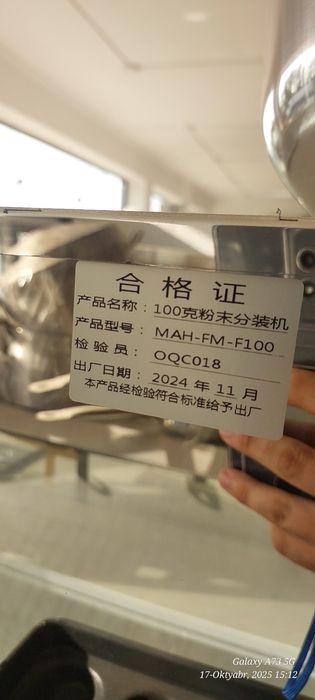 合格证
产品名称：100克粉末分装机
产品型号：MAH-FM-F100
检验员：OQC018
出厂日期：2024 年 11 月
本产品经检验符合标准给予出厂
Galaxy A73 5G
17-Oktyabr, 2025 15:12